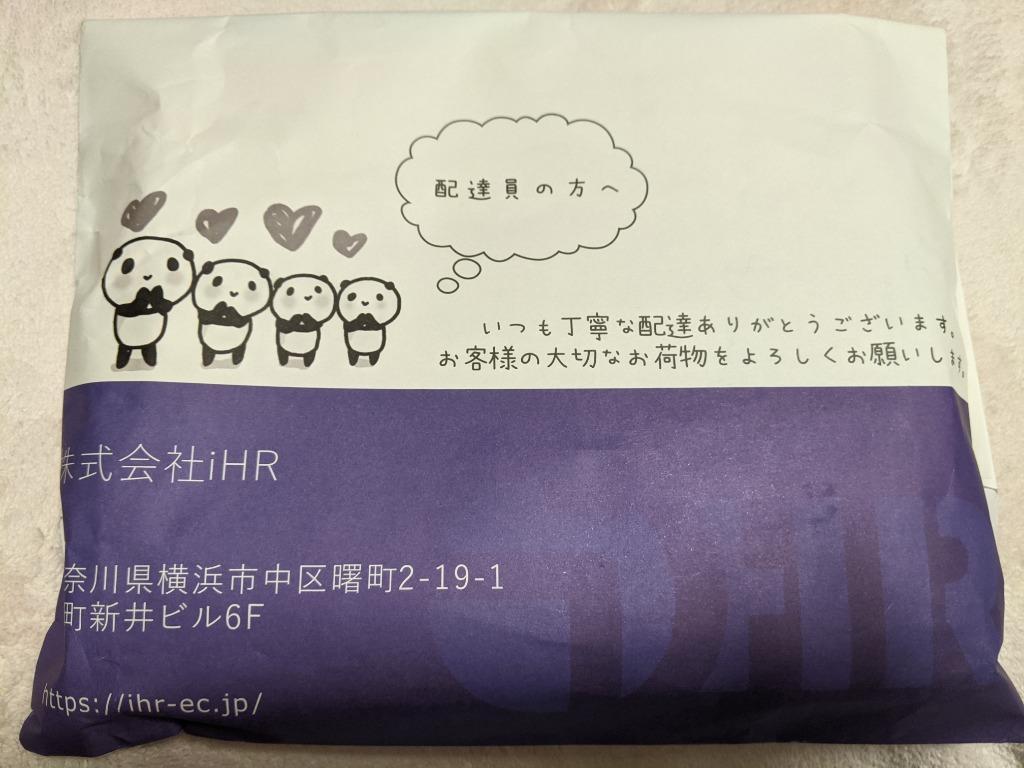 配達員の方へ
いつも丁寧な配達ありがとうございます。
お客様の大切なお荷物をよろしくお願いします。
株式会社iHR
奈川県横浜市中区曙町2-19-1
町新井ビル6F
https://ihr-ec.jp/